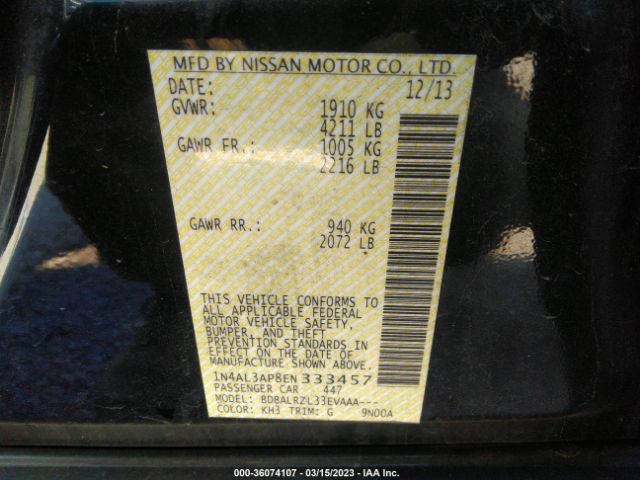 MFD BY NISSAN MOTOR CO., LTD.
DATE: 12/13
GVWR: 1910 KG
4211 LB
GAWR FR.: 1005 KG
2216 LB
GAWR RR.: 940 KG
2072 LB
THIS VEHICLE CONFORMS TO
ALL APPLICABLE FEDERAL
MOTOR VEHICLE SAFETY,
BUMPER, AND THEFT
PREVENTION STANDARDS IN
EFFECT ON THE DATE OF
MANUFACTURE SHOWN ABOVE.
1N4AL3AP8EN 333457
PASSENGER CAR 447
MODEL: BDBALRZL33EVAAA---
COLOR: KH3 TRIM: G 9N00A
000-36074107 - 03/15/2023 - IAA Inc.